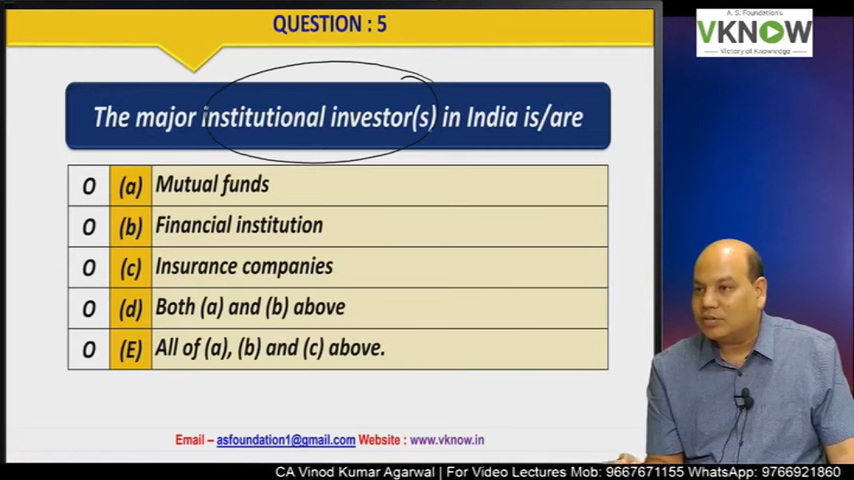 QUESTION : 5
A. S. Foundation's
VKNOW
Victory of Knowledge
The major institutional investor(s) in India is/are
O (a) Mutual funds
O (b) Financial institution
O (c) Insurance companies
O (d) Both (a) and (b) above
O (E) All of (a), (b) and (c) above.
Email – asfoundation1@gmail.com Website : www.vknow.in
CA Vinod Kumar Agarwal | For Video Lectures Mob: 9667671155 WhatsApp: 9766921860